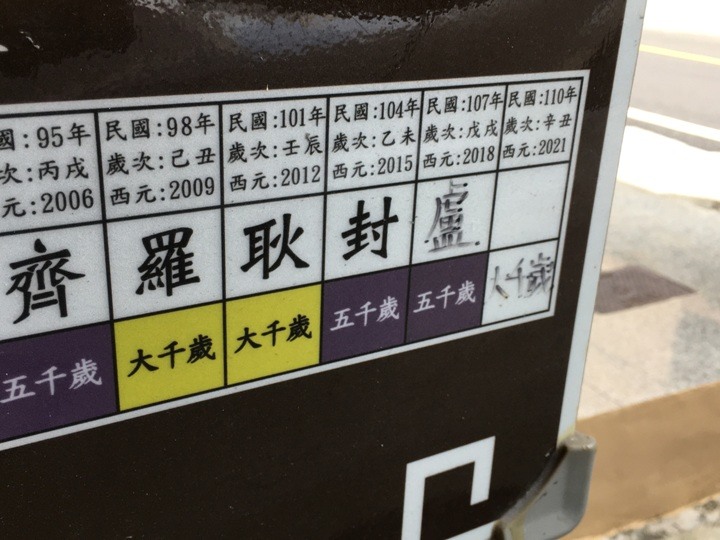 國:95年 民國:98年 民國:101年 民國:104年 民國:107年 民國:110年
次:丙戌 歲次:己丑 歲次:壬辰 歲次:乙未 歲次:戊戌 歲次:辛丑
元:2006 西元:2009 西元:2012 西元:2015 西元:2018 西元:2021
齊 羅 耿 封 盧
五千歲 大千歲 大千歲 五千歲 五千歲 大千歲